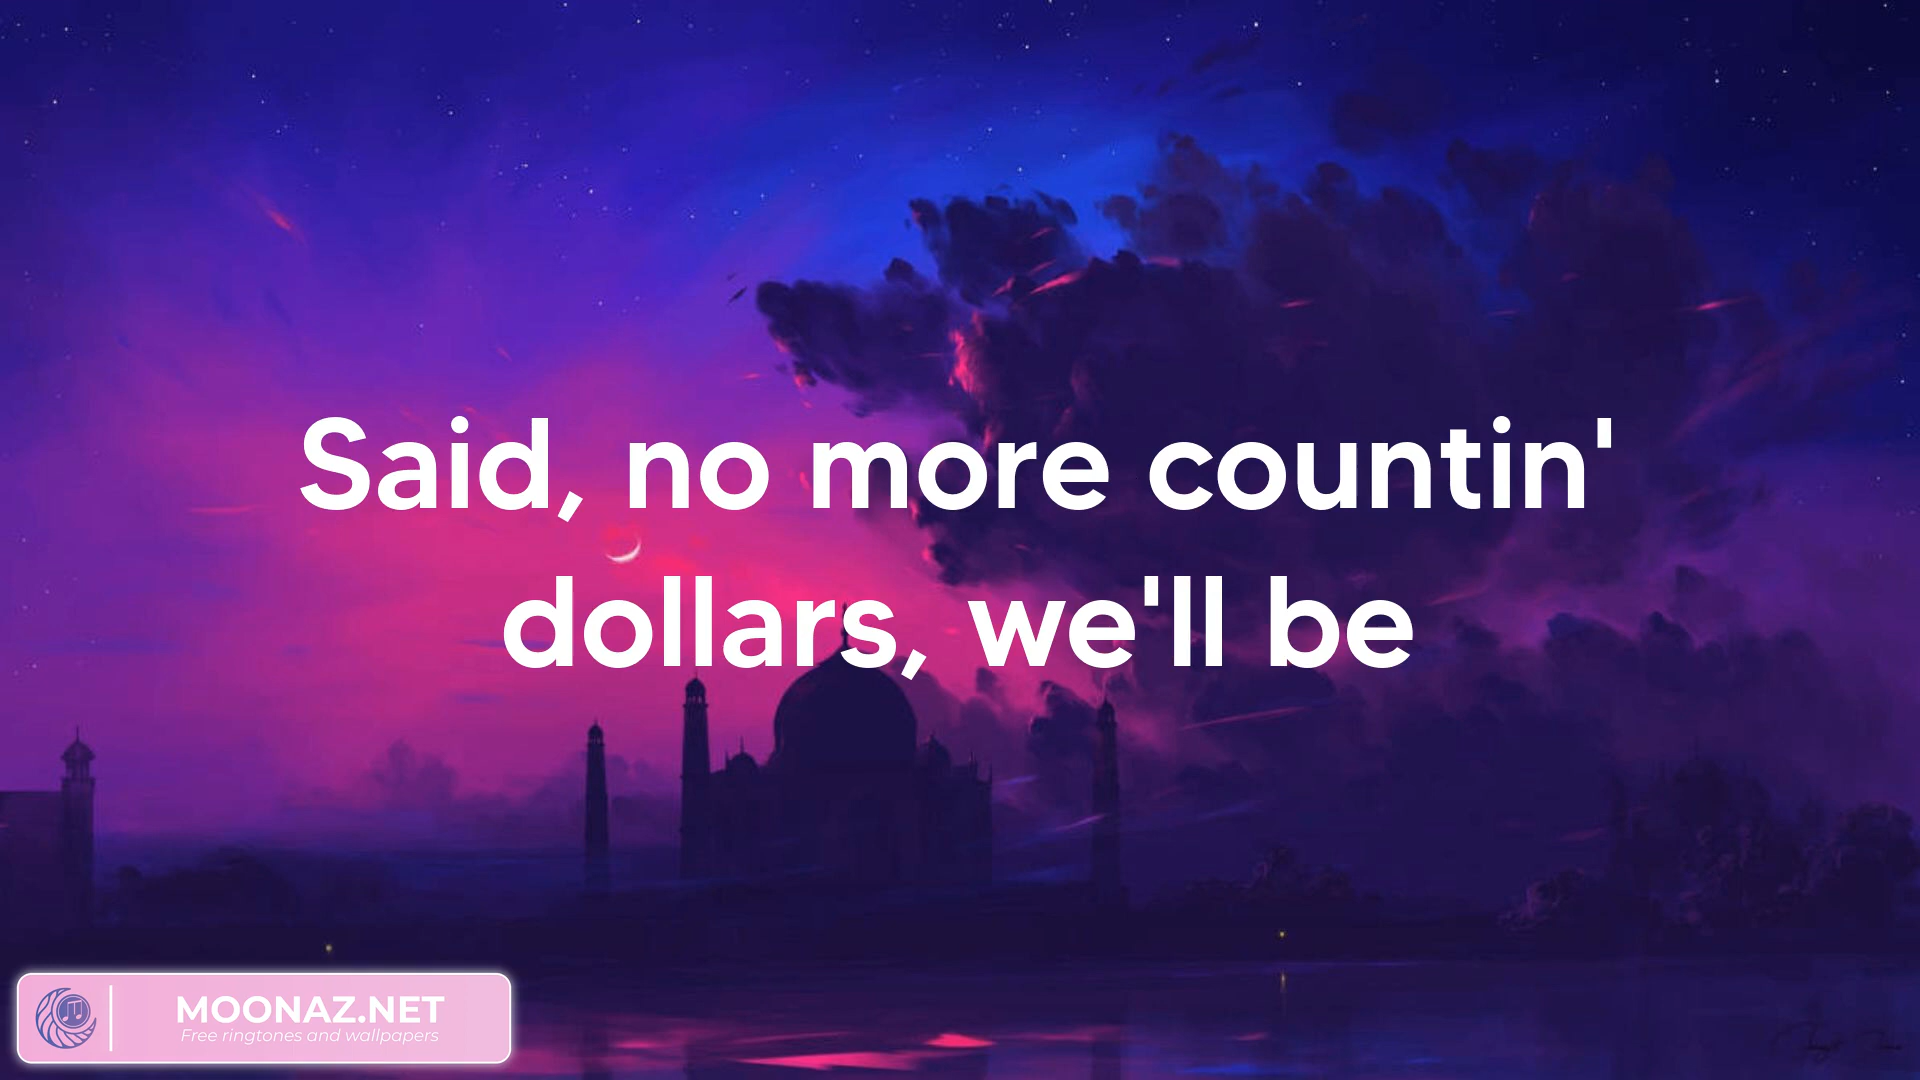 Said, no more countin'
dollars, we'll be
MOONAZ.NET
Free ringtones and wallpapers